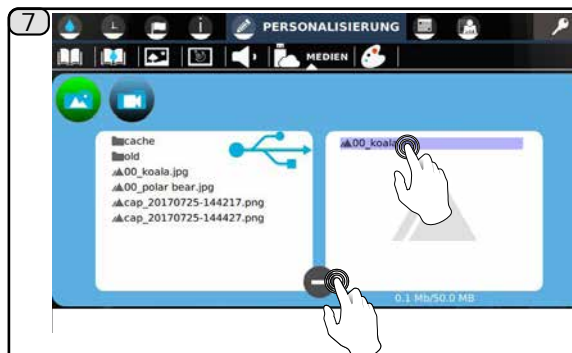 7
PERSONALISIERUNG
MEDIEN
cache
old
00_koala.jpg
00_polar bear.jpg
cap_20170725-144217.png
cap_20170725-144427.png
00_koala
0.1 Mb/50.0 MB